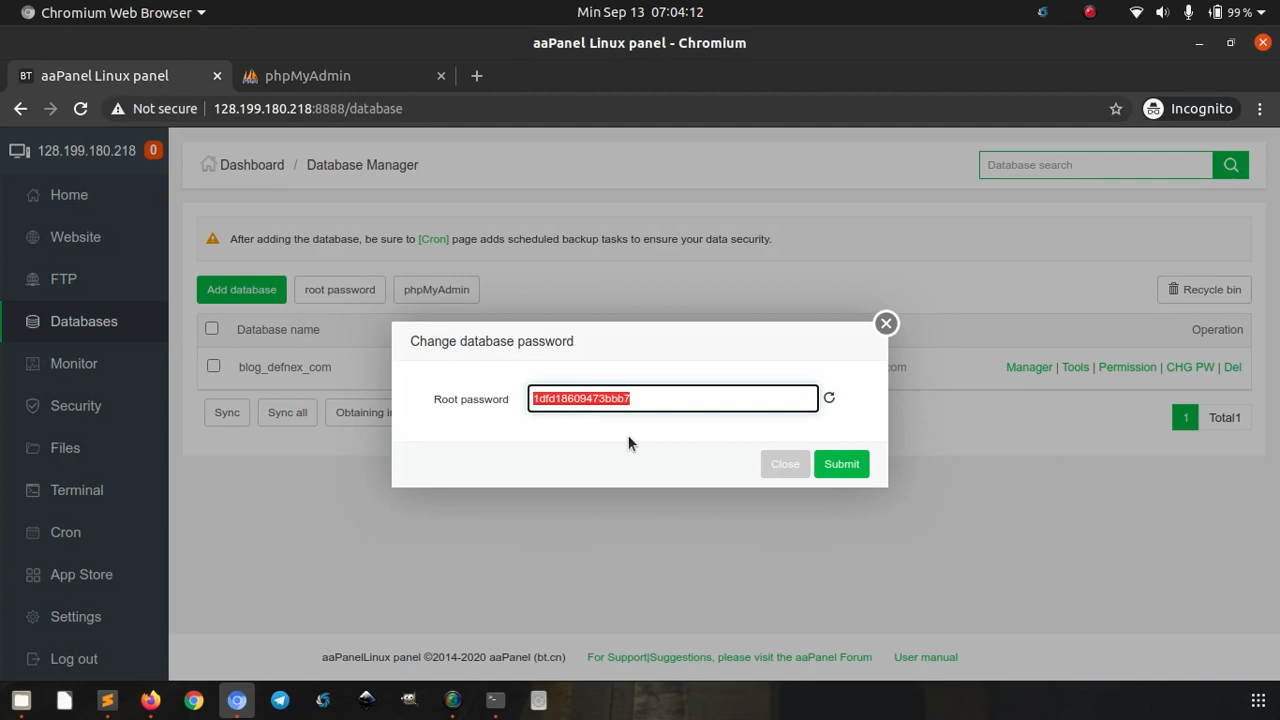 Chromium Web Browser
Min Sep 13 07:04:12
99 %
aaPanel Linux panel - Chromium
BT aaPanel Linux panel
phpMyAdmin
Not secure 128.199.180.218:8888/database
Incognito
128.199.180.218 0
Dashboard / Database Manager
Database search
Home
Website
After adding the database, be sure to [Cron] page adds scheduled backup tasks to ensure your data security.
FTP
Add database
root password
phpMyAdmin
Recycle bin
Databases
Database name
Operation
Change database password
Monitor
blog_defnex_com
com
Manager | Tools | Permission | CHG PW | Del
Root password 1dfd18609473bbb7
Security
Sync
Sync all
Obtaining
1
Total1
Files
Close
Submit
Terminal
Cron
App Store
Settings
Log out
aaPanelLinux panel ©2014-2020 aaPanel (bt.cn)
For Support|Suggestions, please visit the aaPanel Forum
User manual